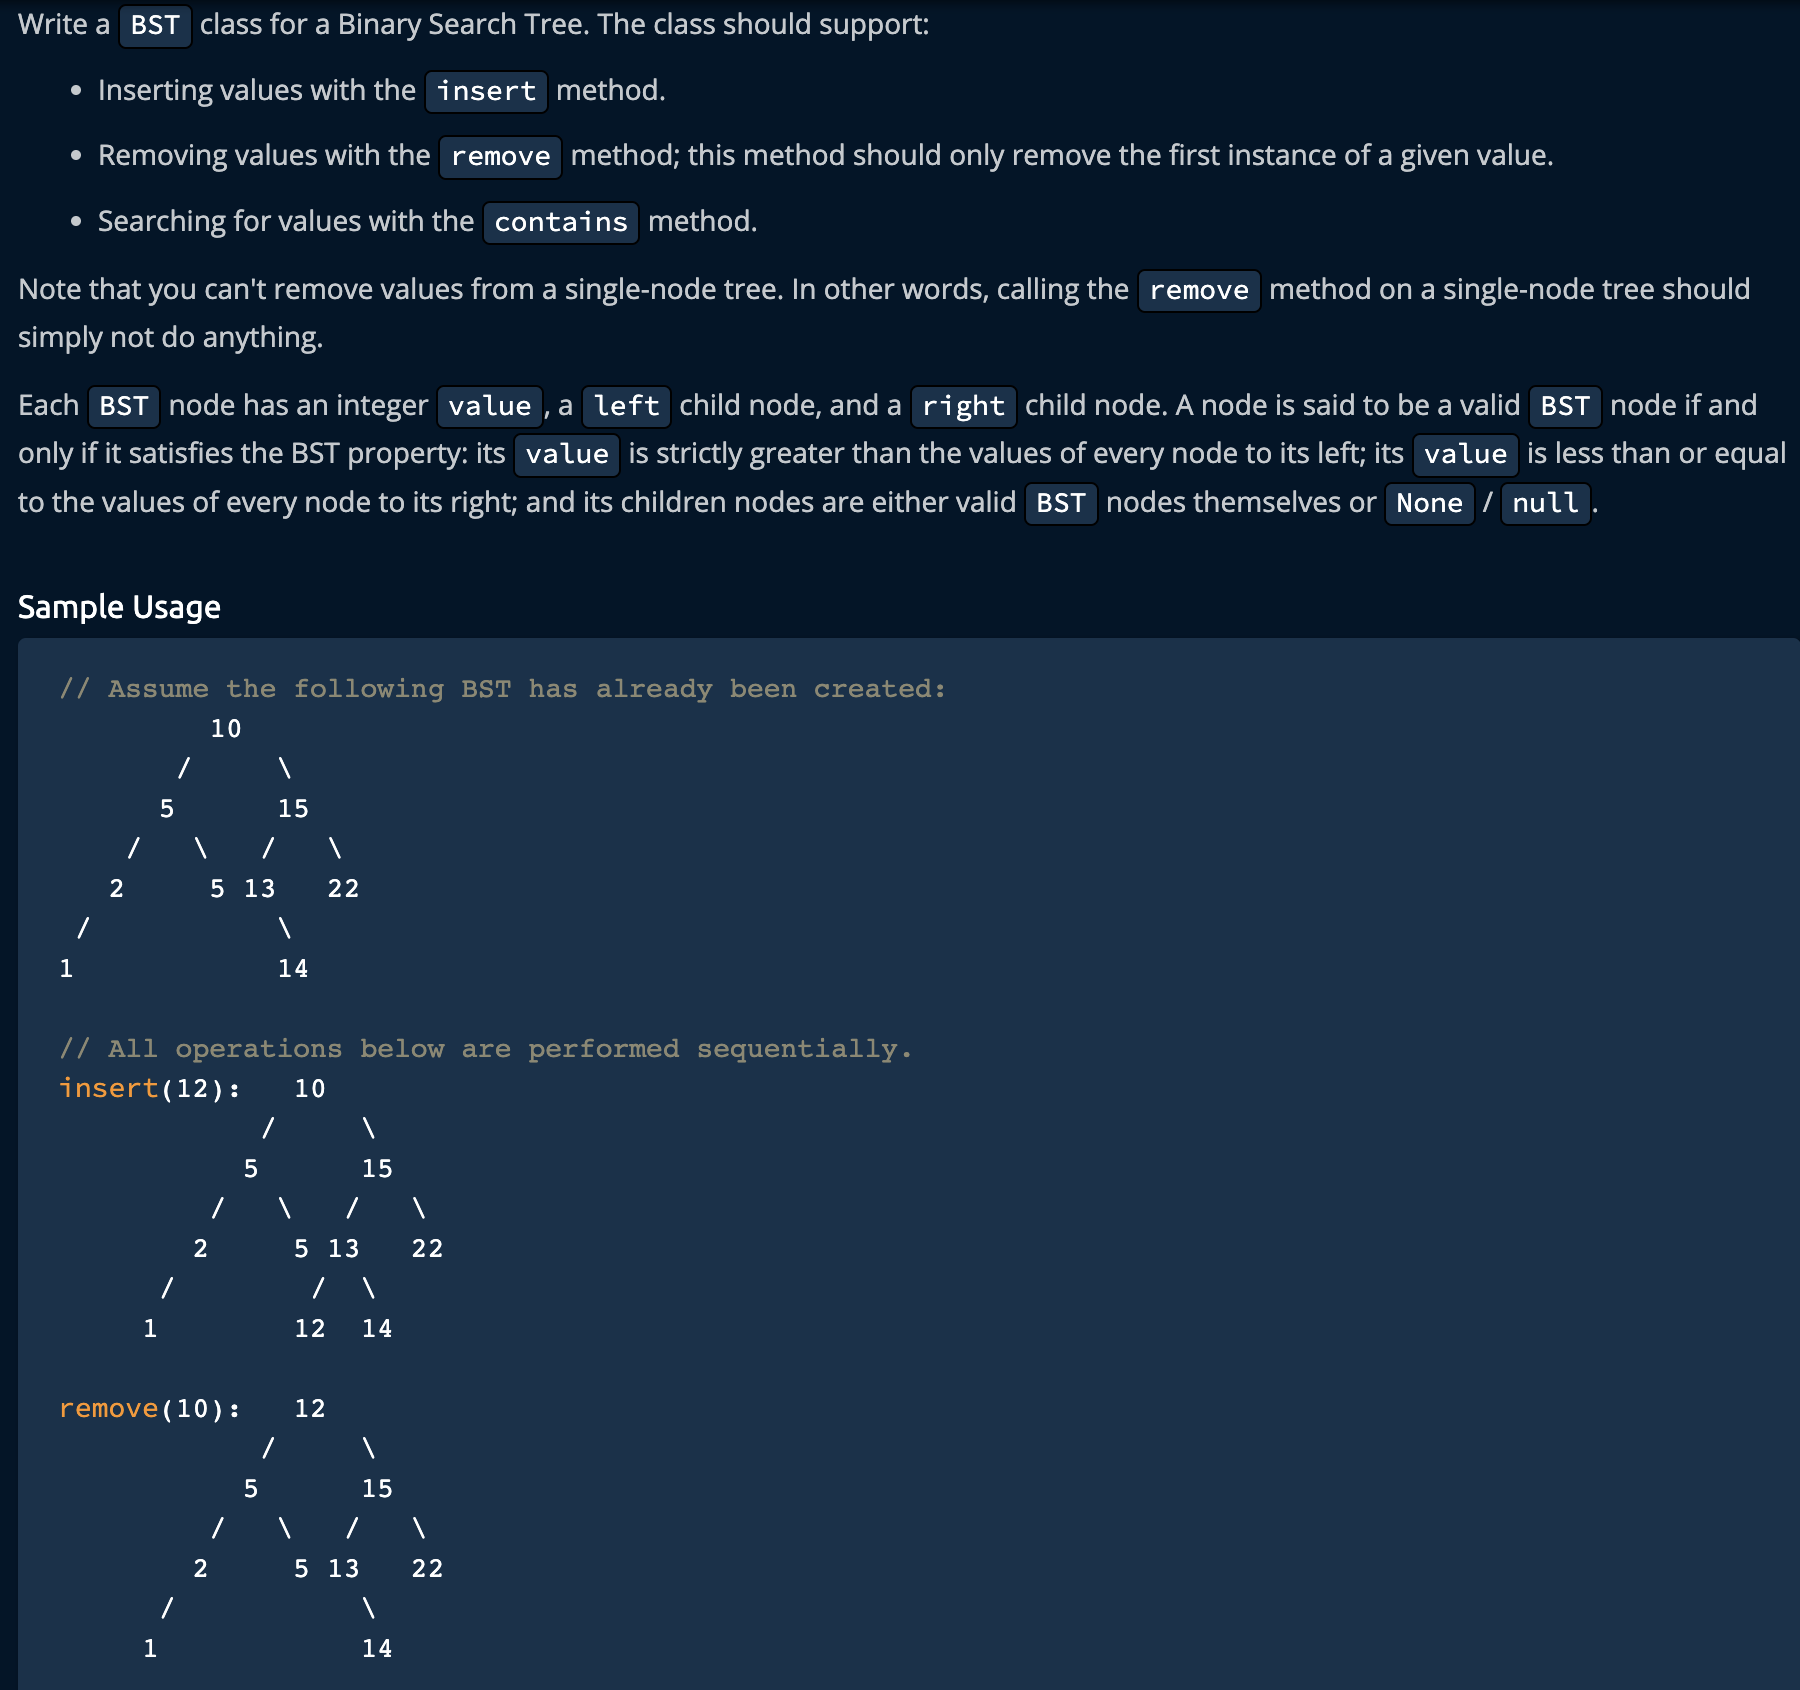 Write a BST class for a Binary Search Tree. The class should support:
• Inserting values with the insert method.
• Removing values with the remove method; this method should only remove the first instance of a given value.
• Searching for values with the contains method.
Note that you can't remove values from a single-node tree. In other words, calling the remove method on a single-node tree should
simply not do anything.
Each BST node has an integer value, a left child node, and a right child node. A node is said to be a valid BST node if and
only if it satisfies the BST property: its value is strictly greater than the values of every node to its left; its value is less than or equal
to the values of every node to its right; and its children nodes are either valid BST nodes themselves or None / null.
Sample Usage
// Assume the following BST has already been created:
         10
       /     \
      5      15
    /   \   /   \
   2     5 13   22
 /           \
1            14
// All operations below are performed sequentially.
insert(12):   10
            /     \
           5      15
         /   \   /   \
        2     5 13   22
      /        /  \
     1        12  14
remove(10):   12
            /     \
           5      15
         /   \   /   \
        2     5 13   22
      /           \
     1            14